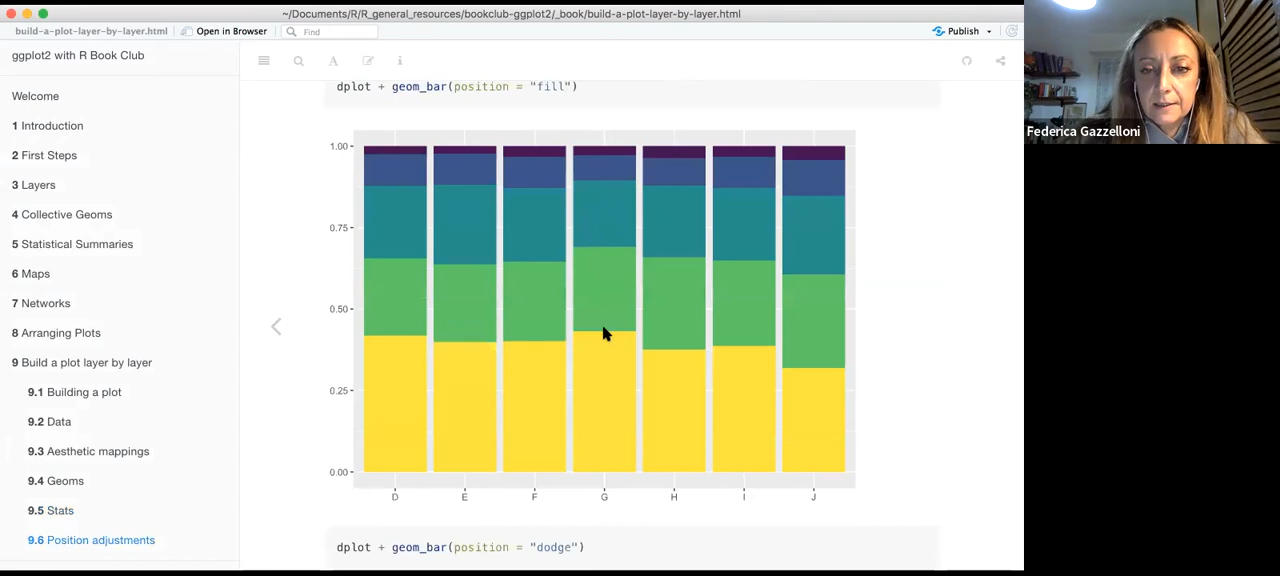 ~/Documents/R/R_general_resources/bookclub-ggplot2/_book/build-a-plot-layer-by-layer.html
build-a-plot-layer-by-layer.html
Open in Browser
Find
Publish
ggplot2 with R Book Club
Welcome
1 Introduction
2 First Steps
3 Layers
4 Collective Geoms
5 Statistical Summaries
6 Maps
7 Networks
8 Arranging Plots
9 Build a plot layer by layer
9.1 Building a plot
9.2 Data
9.3 Aesthetic mappings
9.4 Geoms
9.5 Stats
9.6 Position adjustments
A
i
dplot + geom_bar(position = "fill")
1.00
0.75
0.50
0.25
0.00
D E F G H I J
dplot + geom_bar(position = "dodge")
Federica Gazzelloni